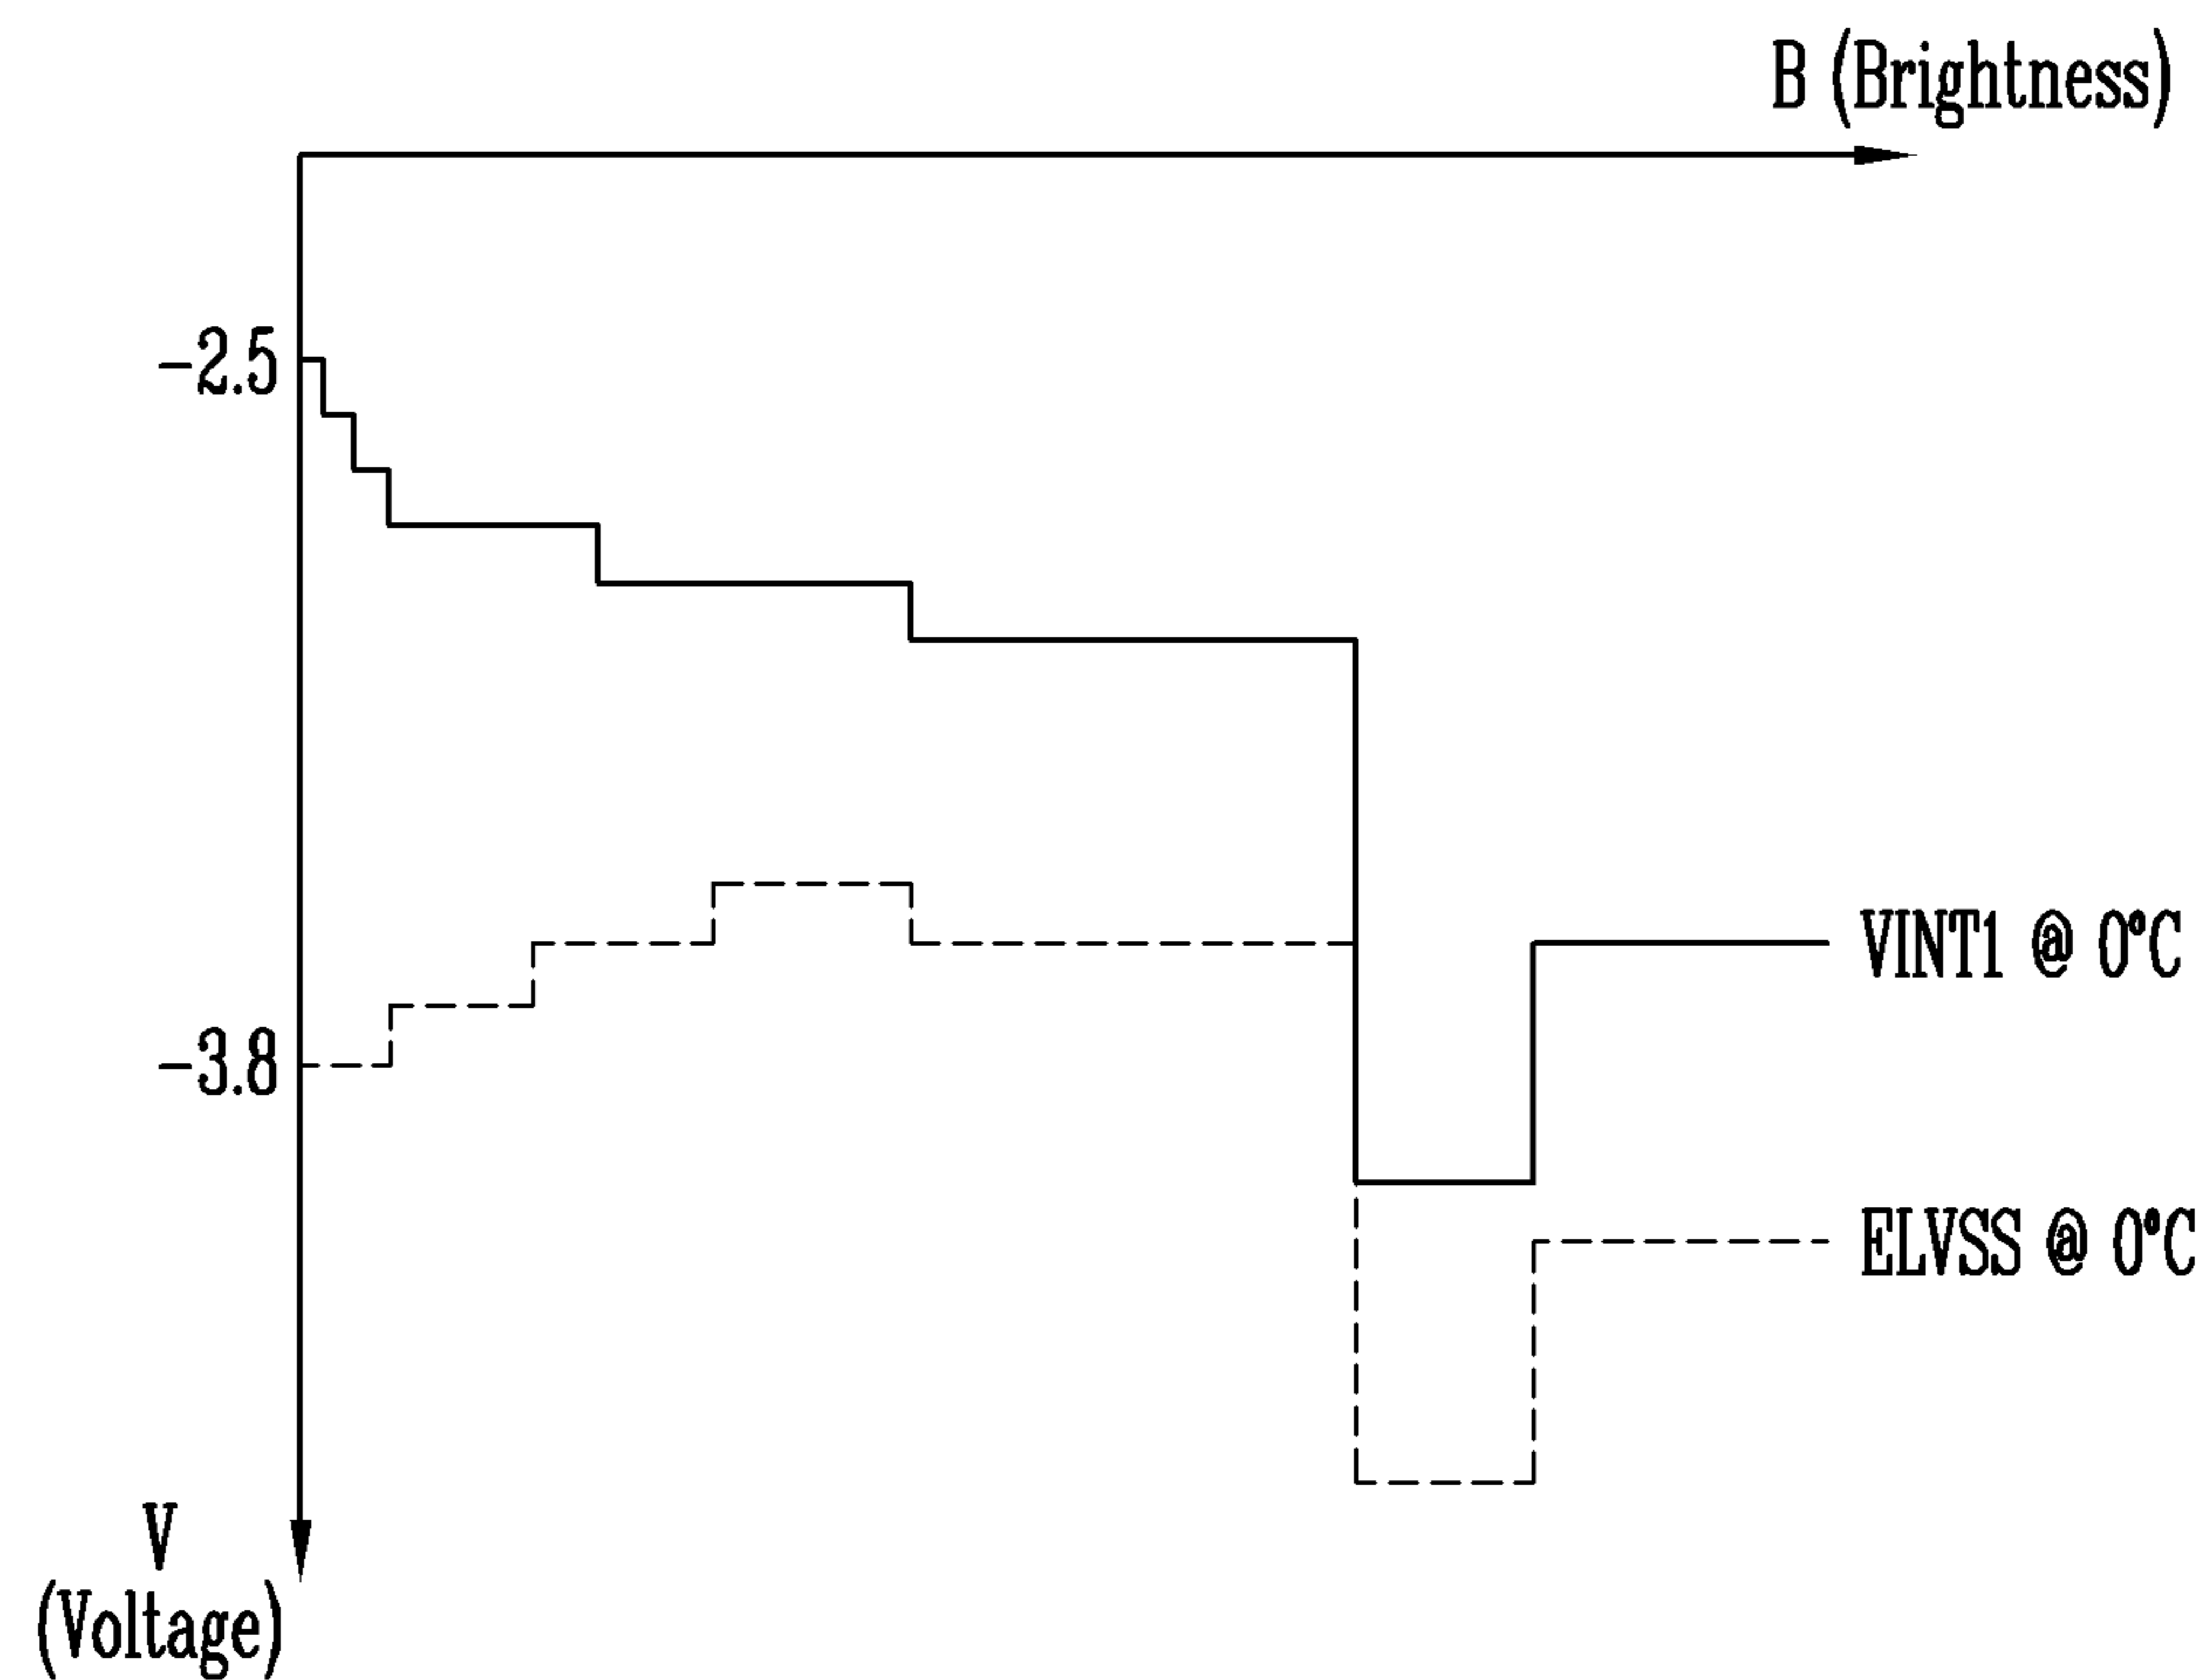 B (Brightness)
-2.5
VINT1 @ 0°C
-3.8
ELVSS @ 0°C
V
(Voltage)